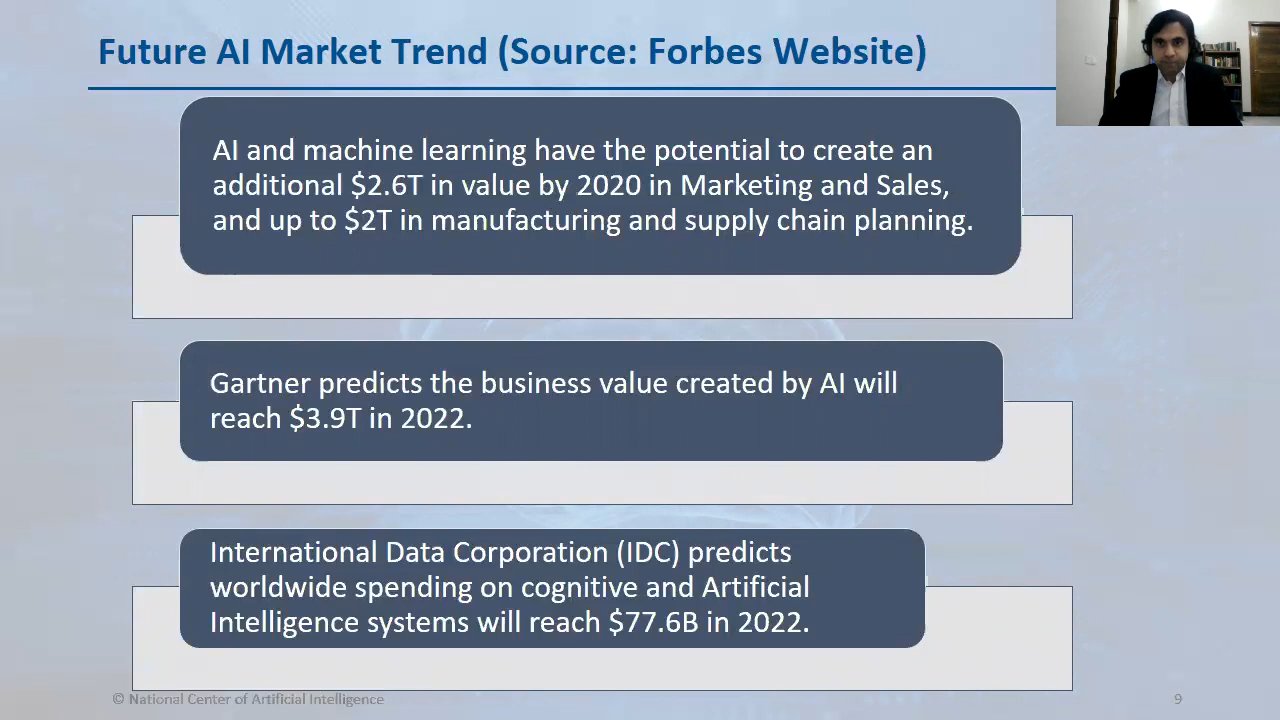 Future AI Market Trend (Source: Forbes Website)
AI and machine learning have the potential to create an
additional $2.6T in value by 2020 in Marketing and Sales,
and up to $2T in manufacturing and supply chain planning.
Gartner predicts the business value created by AI will
reach $3.9T in 2022.
International Data Corporation (IDC) predicts
worldwide spending on cognitive and Artificial
Intelligence systems will reach $77.6B in 2022.
© National Center of Artificial Intelligence
9